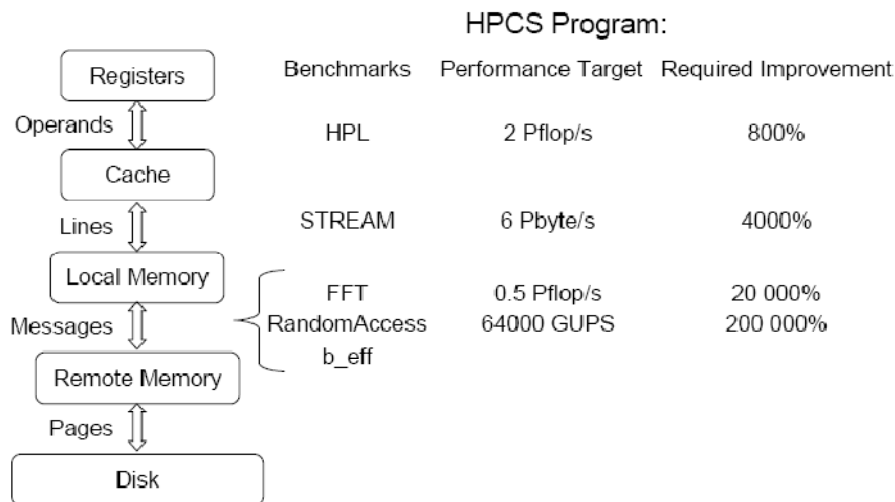 HPCS Program:
Benchmarks Performance Target Required Improvement
Registers
Operands
HPL 2 Pflop/s 800%
Cache
Lines
STREAM 6 Pbyte/s 4000%
Local Memory
FFT 0.5 Pflop/s 20 000%
Messages
RandomAccess 64000 GUPS 200 000%
b_eff
Remote Memory
Pages
Disk